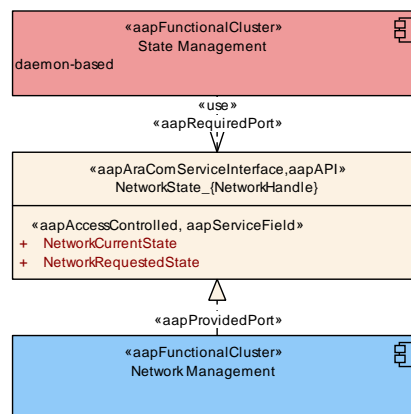 «aapFunctionalCluster»
State Management
daemon-based
«use»
«aapRequiredPort»
«aapAraComServiceInterface,aapAPI»
NetworkState_{NetworkHandle}
«aapAccessControlled, aapServiceField»
+ NetworkCurrentState
+ NetworkRequestedState
«aapProvidedPort»
«aapFunctionalCluster»
Network Management